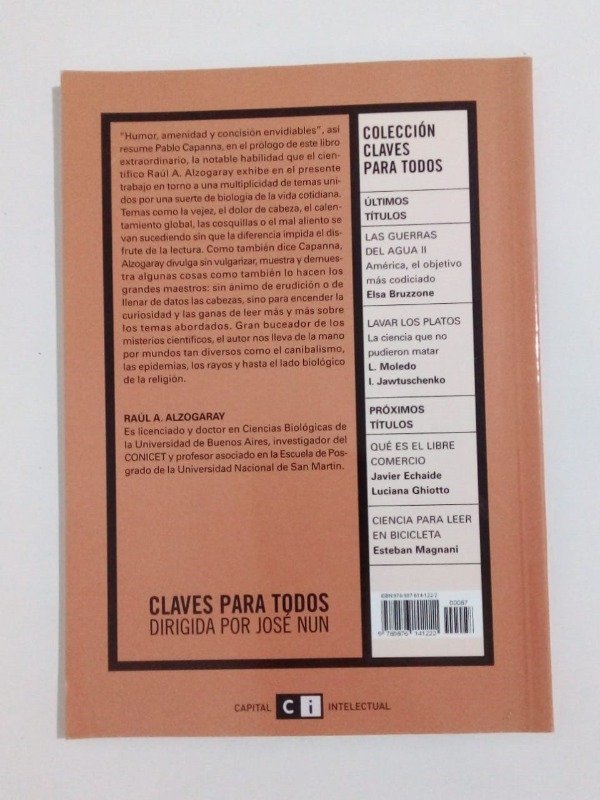 "Humor, amenidad y concisión envidiables", así
resume Pablo Capanna, en el prólogo de este libro
extraordinario, la notable habilidad que el cien-
tífico Raúl A. Alzogaray exhibe en el presente
trabajo en torno a una multiplicidad de temas uni-
dos por una suerte de biología de la vida cotidiana.
Temas como la vejez, el dolor de cabeza, el calen-
tamiento global, las cosquillas o el mal aliento se
van sucediendo sin que la diferencia impida el dis-
frute de la lectura. Como también dice Capanna,
Alzogaray divulga sin vulgarizar, muestra y demues-
tra algunas cosas como también lo hacen los
grandes maestros: sin ánimo de erudición o de
llenar de datos las cabezas, sino para encender la
curiosidad y las ganas de leer más y más sobre
los temas abordados. Gran buceador de los
misterios científicos, el autor nos lleva de la mano
por mundos tan diversos como el canibalismo,
las epidemias, los rayos y hasta el lado biológico
de la religión.
RAÚL A. ALZOGARAY
Es licenciado y doctor en Ciencias Biológicas de
la Universidad de Buenos Aires, investigador del
CONICET y profesor asociado en la Escuela de Pos-
grado de la Universidad Nacional de San Martín.
CLAVES PARA TODOS
DIRIGIDA POR JOSÉ NUN
COLECCIÓN
CLAVES
PARA TODOS
ÚLTIMOS
TÍTULOS
LAS GUERRAS
DEL AGUA II
América, el objetivo
más codiciado
Elsa Bruzzone
LAVAR LOS PLATOS
La ciencia que no
pudieron matar
L. Moledo
I. Jawtuschenko
PRÓXIMOS
TÍTULOS
QUÉ ES EL LIBRE
COMERCIO
Javier Echaide
Luciana Ghiotto
CIENCIA PARA LEER
EN BICICLETA
Esteban Magnani
ISBN 978-987-614-122-2
00087
9 789876 141222
CAPITAL Ci INTELECTUAL